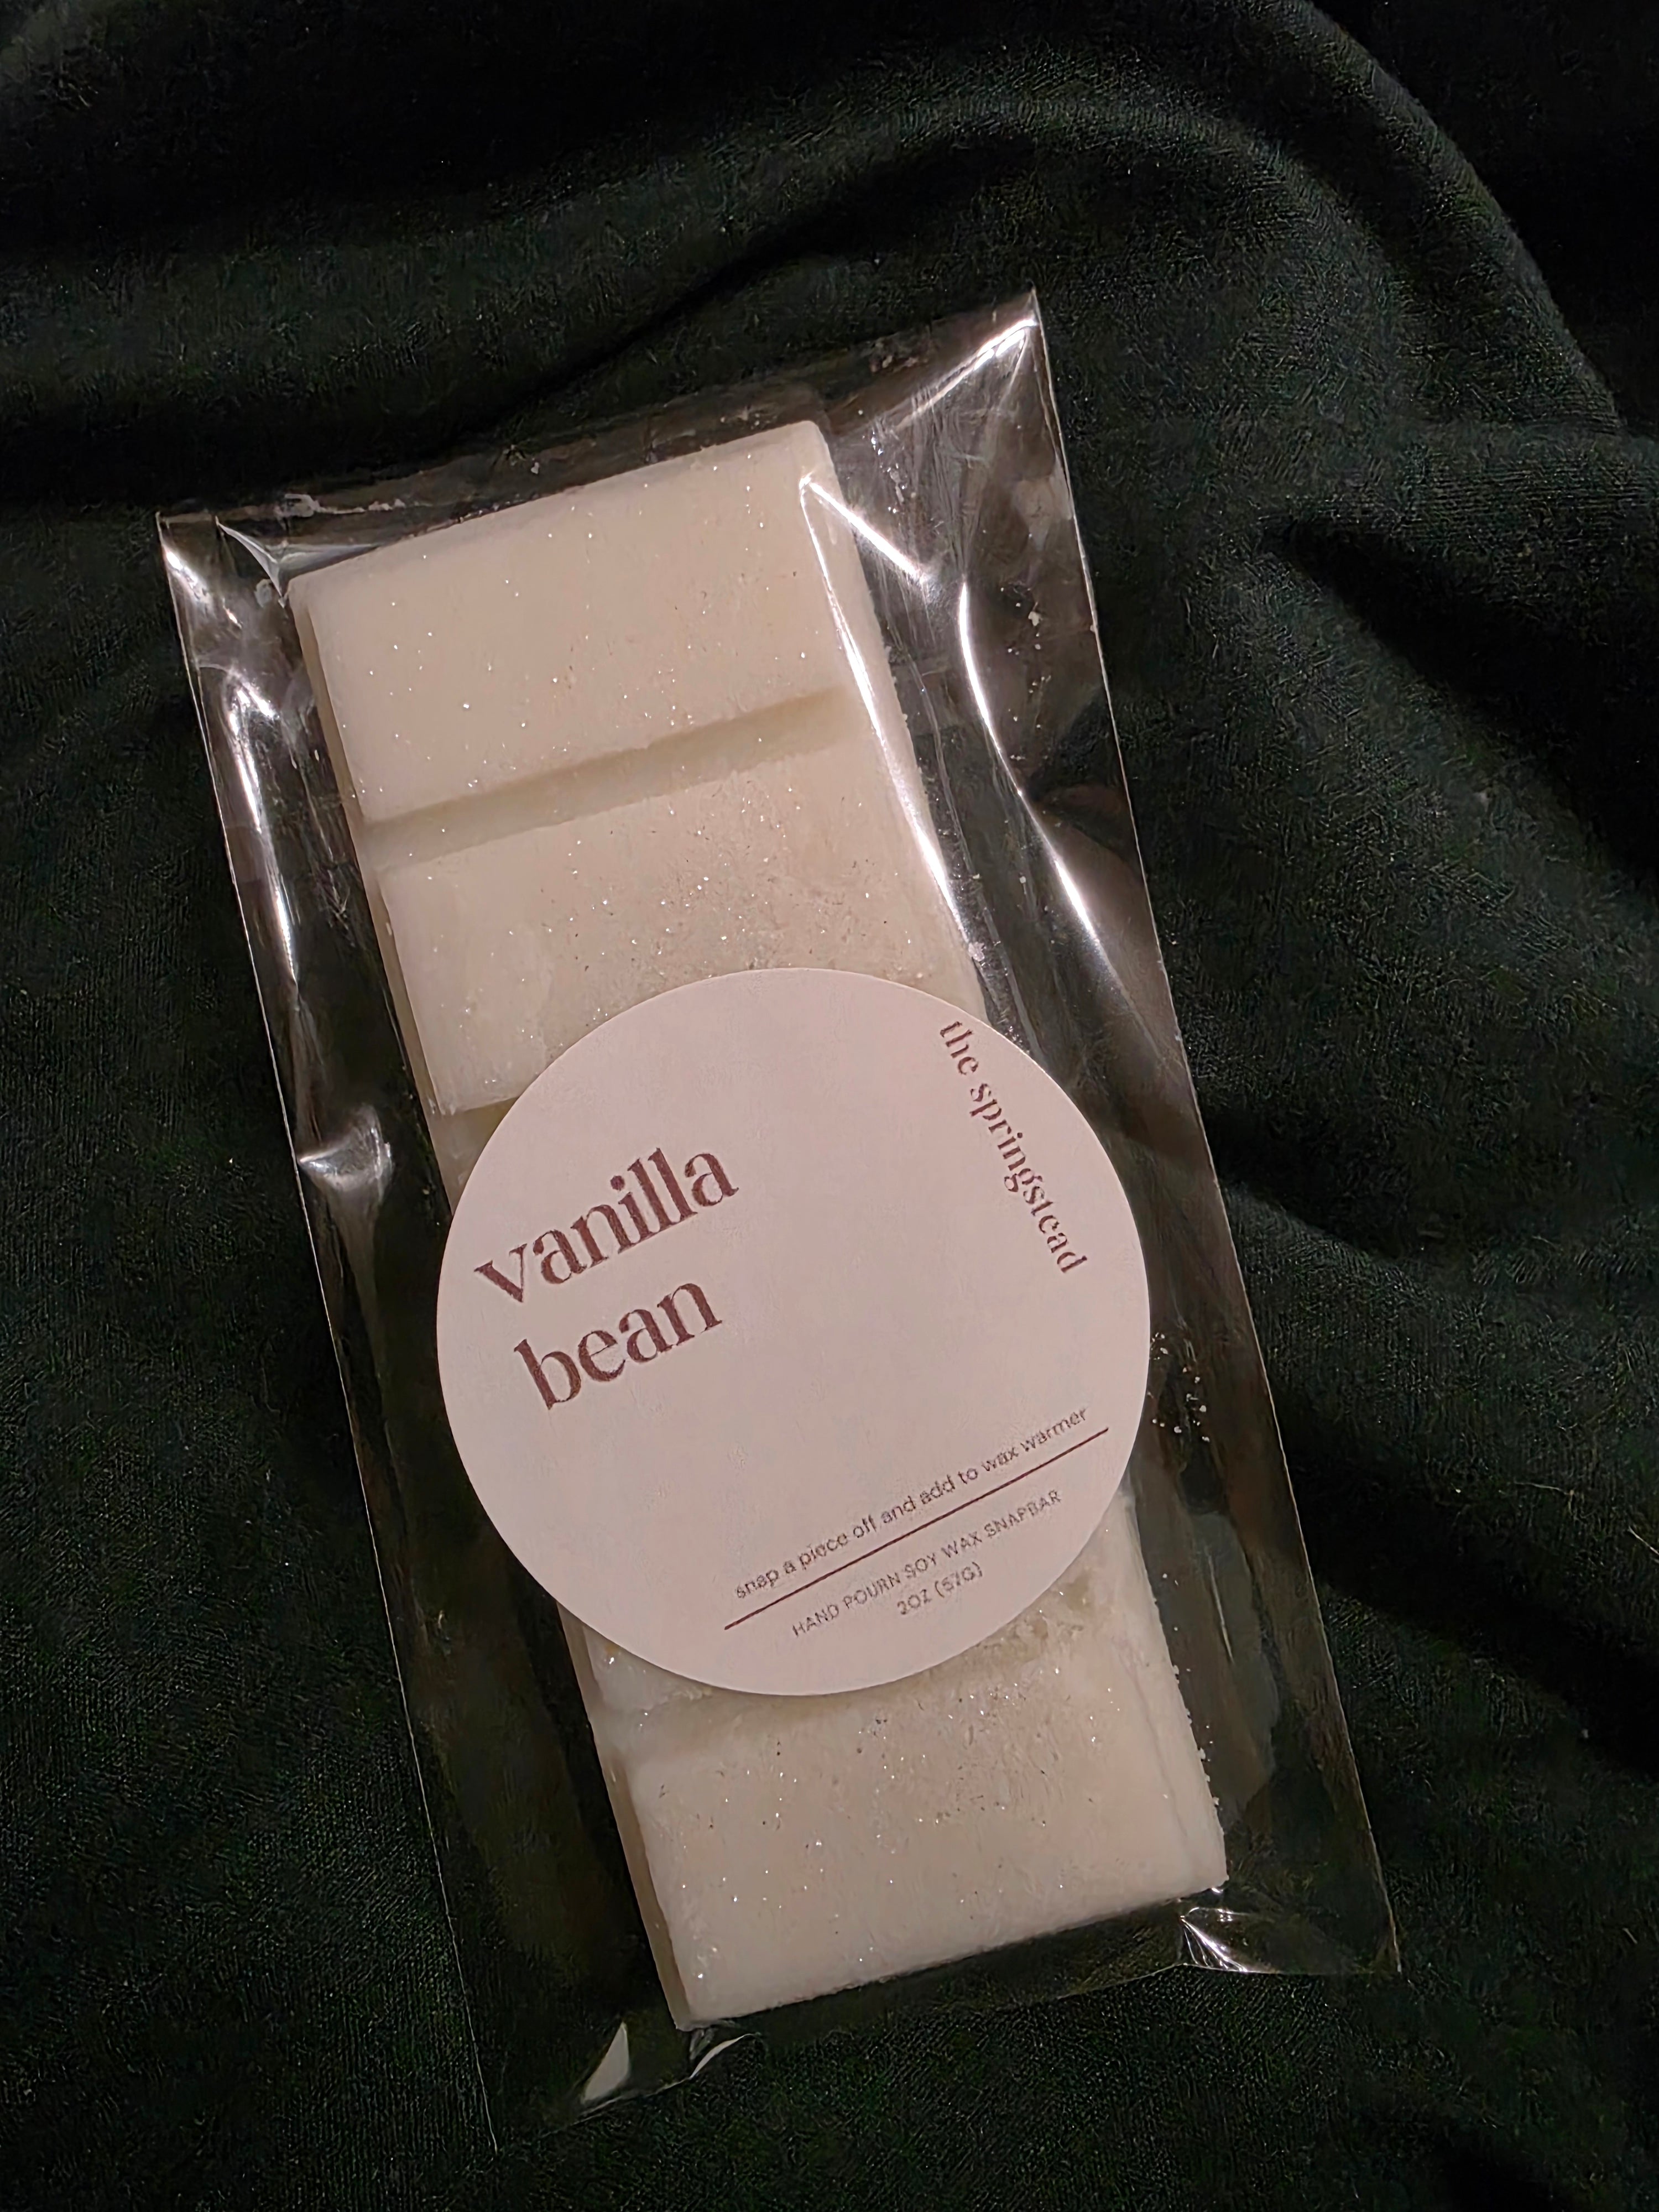 the springstead
vanilla
bean
snap a piece off and add to wax warmer
HAND POURN SOY WAX SNAPBAR
2OZ (57G)